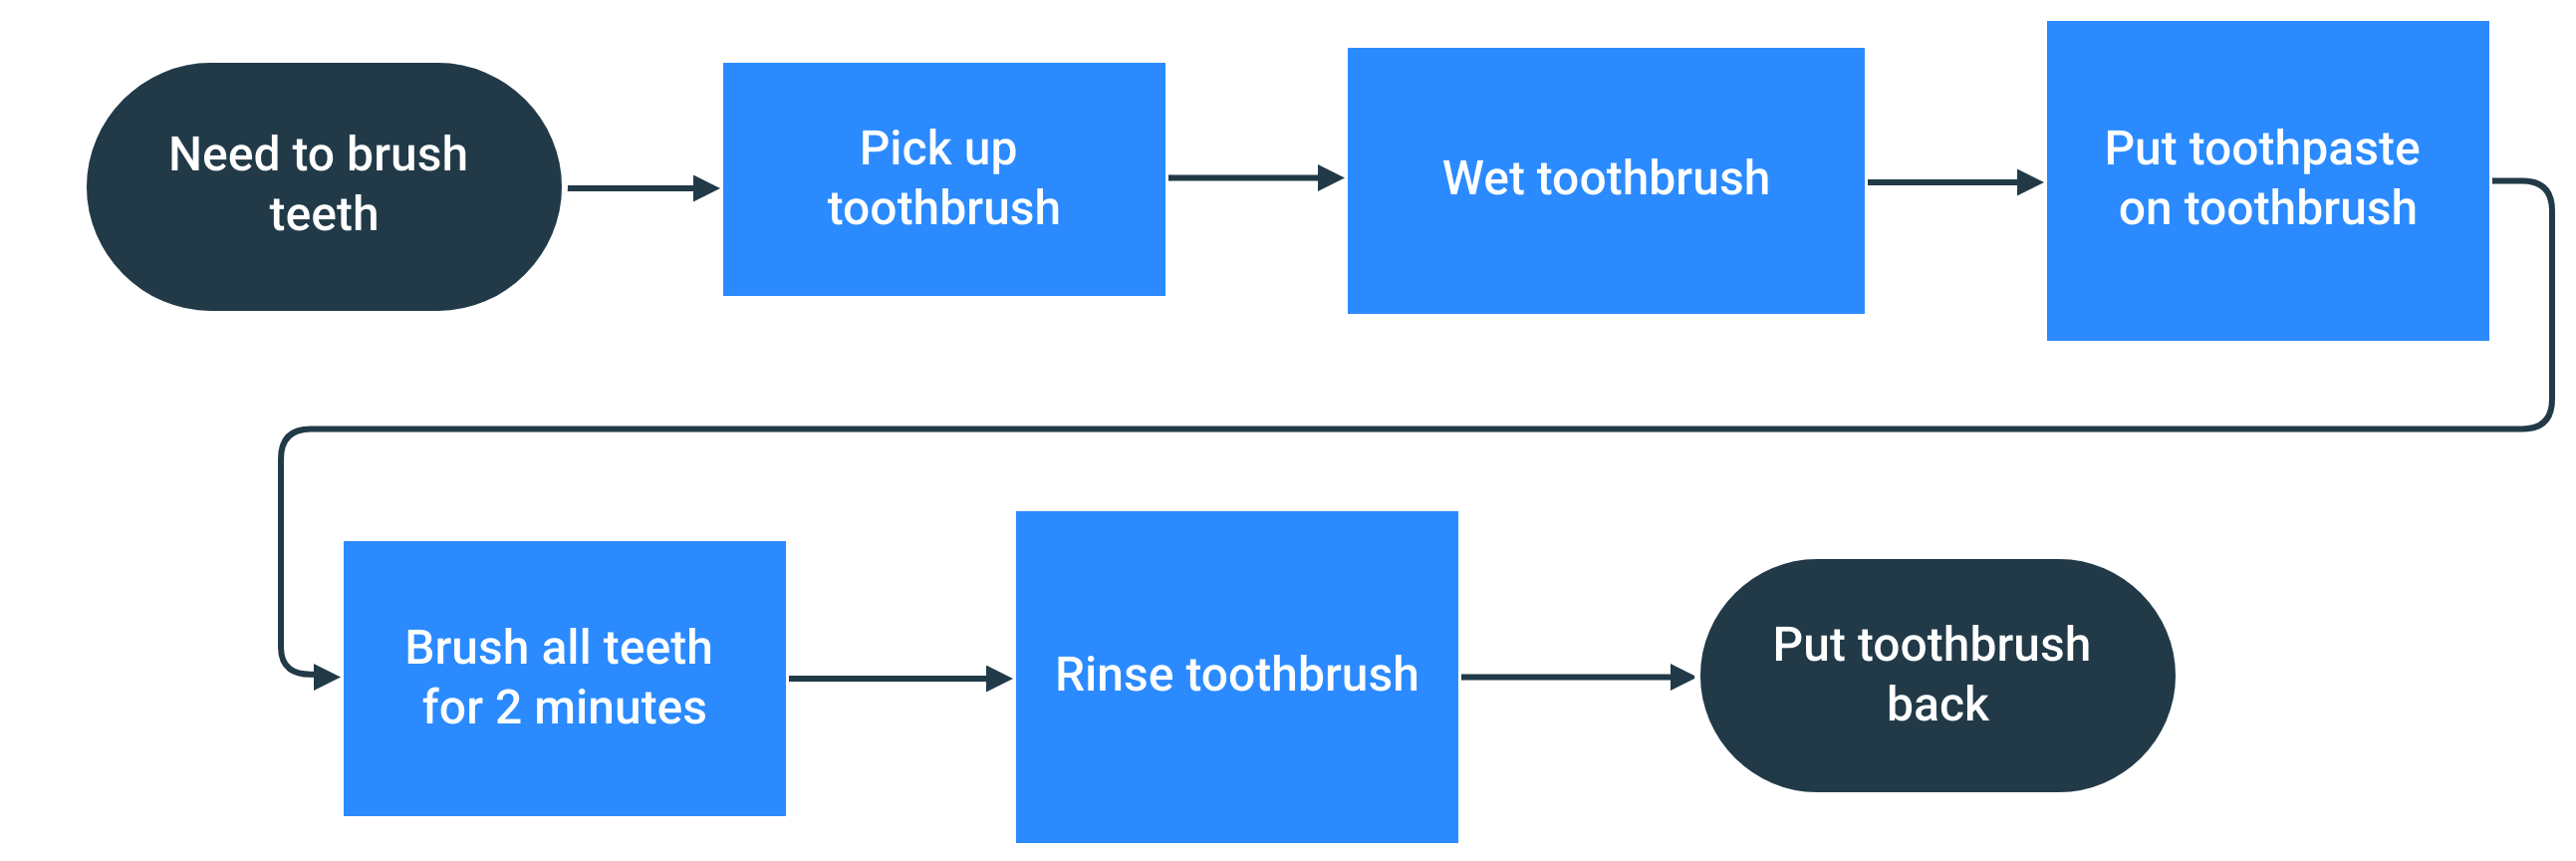 Need to brush
teeth
Pick up
toothbrush
Wet toothbrush
Put toothpaste
on toothbrush
Brush all teeth
for 2 minutes
Rinse toothbrush
Put toothbrush
back